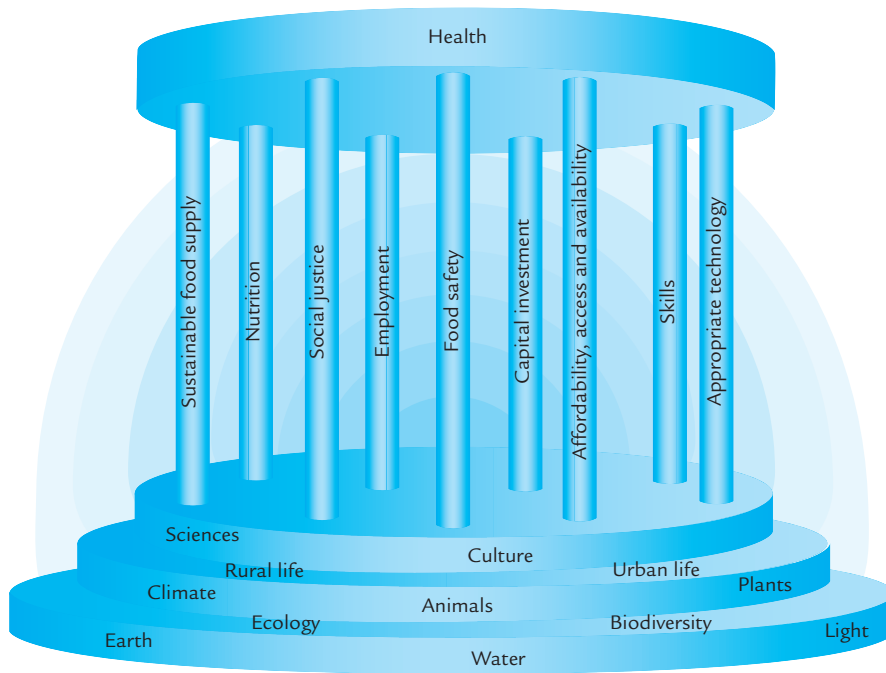 Health
Sustainable food supply
Nutrition
Social justice
Employment
Food safety
Capital investment
Affordability, access and availability
Skills
Appropriate technology
Sciences
Culture
Rural life
Urban life
Climate
Animals
Plants
Ecology
Biodiversity
Earth
Water
Light